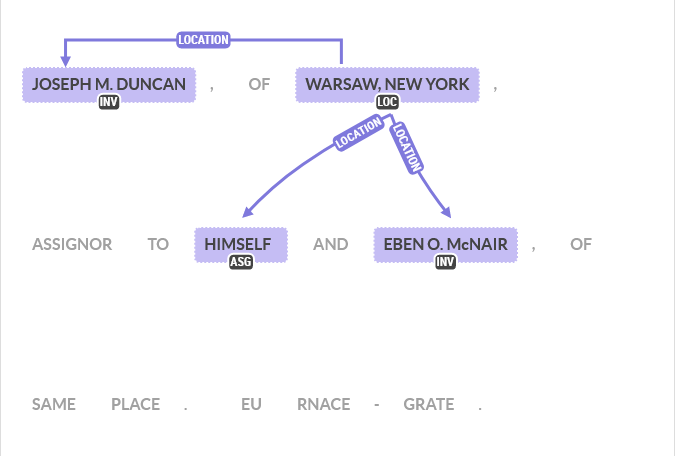 LOCATION
JOSEPH M. DUNCAN , OF WARSAW, NEW YORK ,
INV LOC
LOCATION LOCATION
ASSIGNOR TO HIMSELF AND EBEN O. McNAIR , OF
ASG INV
SAME PLACE . EU RNACE - GRATE .